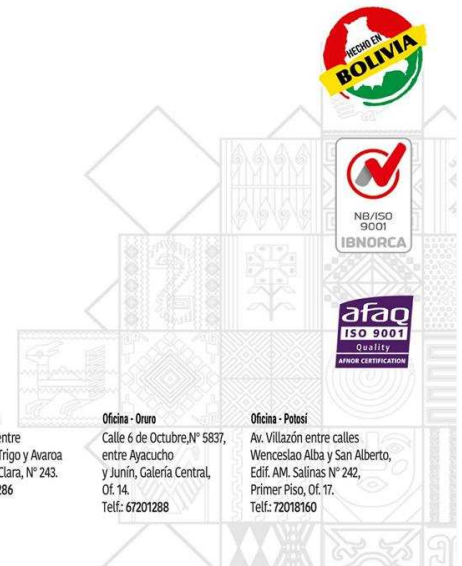 HECHO EN
BOLIVIA
NB/ISO
9001
IBNORCA
afaq
ISO 9001
Quality
AFNOR CERTIFICATION
entre
Trigo y Avaroa
Clara, N° 243.
286
Oficina - Oruro
Calle 6 de Octubre,N° 5837,
entre Ayacucho
y Junín, Galería Central,
Of. 14.
Telf.: 67201288
Oficina - Potosí
Av. Villazón entre calles
Wenceslao Alba y San Alberto,
Edif. AM. Salinas N° 242,
Primer Piso, Of. 17.
Telf.: 72018160